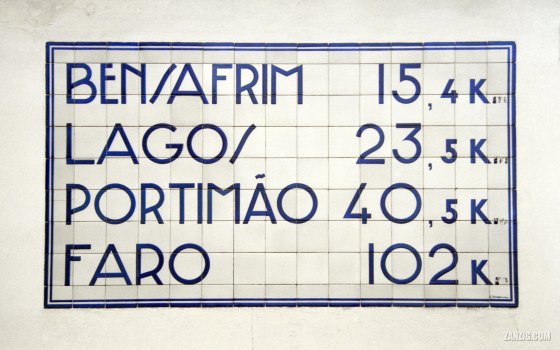 BENSAFRIM 15,4 K.
LAGOS 23,5 K.
PORTIMÃO 40,5 K.
FARO 102 K.
ZANZIG.COM